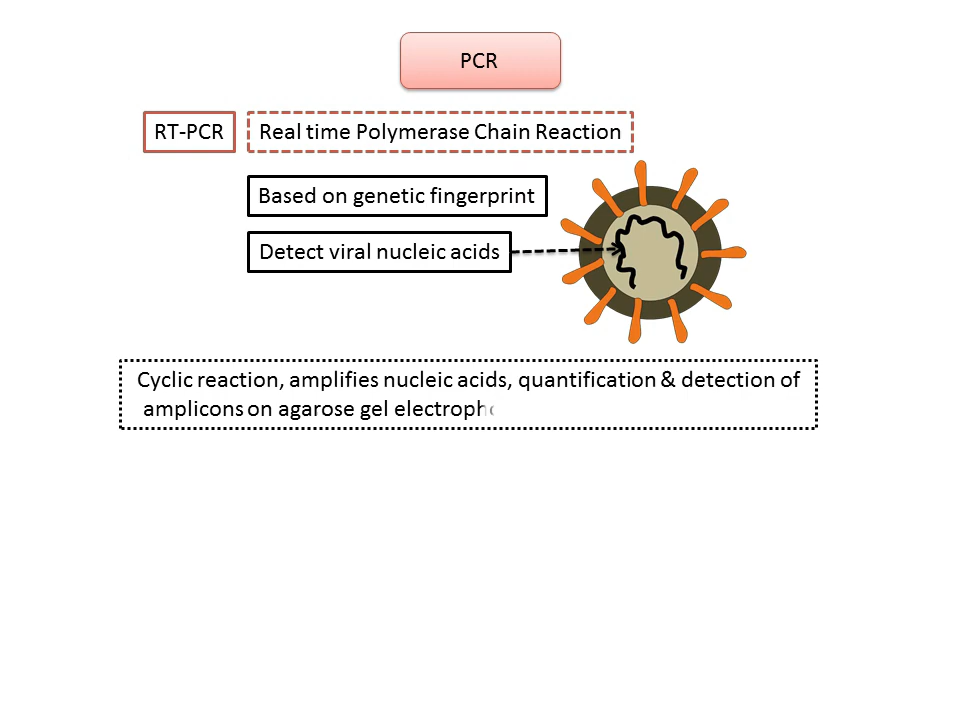 PCR
RT-PCR
Real time Polymerase Chain Reaction
Based on genetic fingerprint
Detect viral nucleic acids
Cyclic reaction, amplifies nucleic acids, quantification & detection of
amplicons on agarose gel